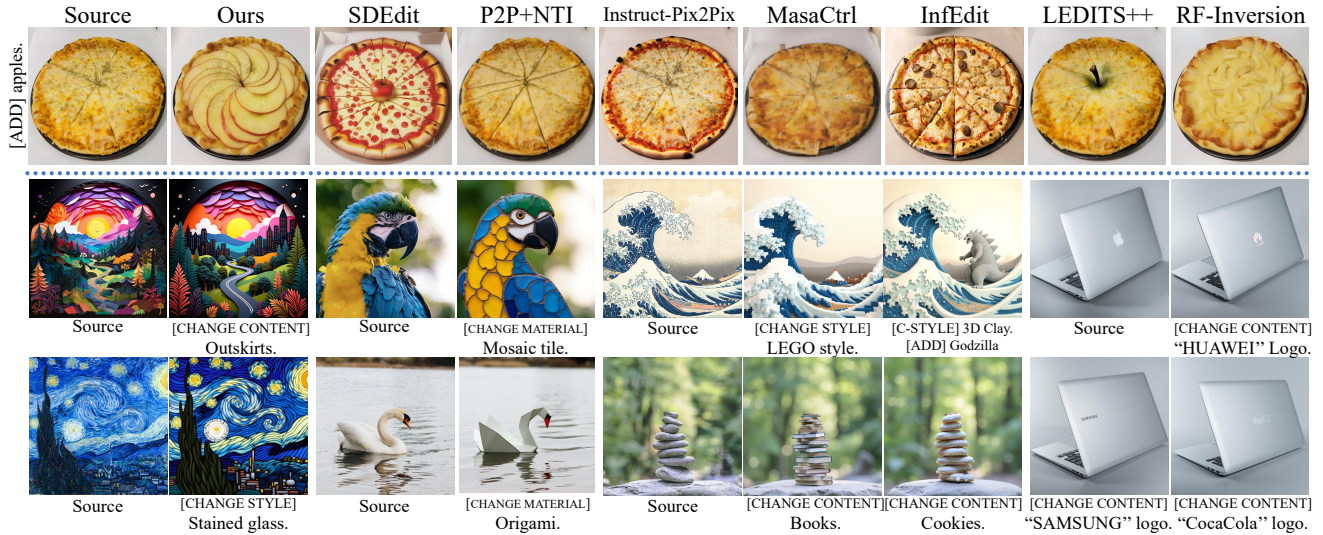 Source Ours SDEdit P2P+NTI Instruct-Pix2Pix MasaCtrl InfEdit LEDITS++ RF-Inversion
[ADD] apples.
Source [CHANGE CONTENT] Source [CHANGE MATERIAL] Source [CHANGE STYLE] [C-STYLE] 3D Clay. Source [CHANGE CONTENT]
Outskirts. Mosaic tile. LEGO style. [ADD] Godzilla “HUAWEI” Logo.
SAMSUNG
Source [CHANGE STYLE] Source [CHANGE MATERIAL] Source [CHANGE CONTENT] [CHANGE CONTENT] [CHANGE CONTENT] [CHANGE CONTENT]
Stained glass. Origami. Books. Cookies. “SAMSUNG” logo. “CocaCola” logo.